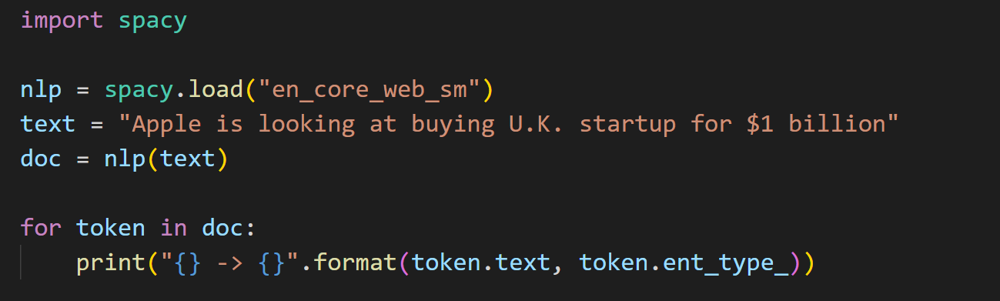 import spacy

nlp = spacy.load("en_core_web_sm")
text = "Apple is looking at buying U.K. startup for $1 billion"
doc = nlp(text)

for token in doc:
    print("{} -> {}".format(token.text, token.ent_type_))